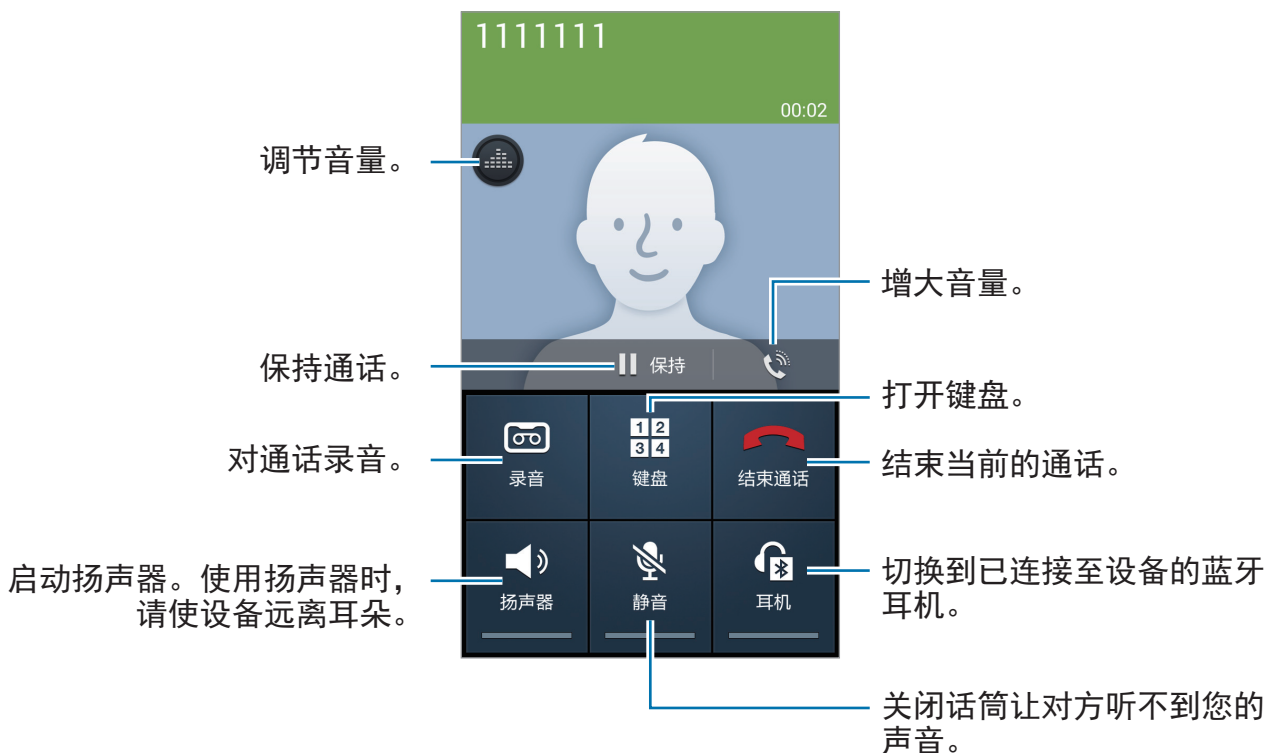 1111111
00:02
调节音量。
增大音量。
保持通话。
保持
打开键盘。
1 2
3 4
对通话录音。
录音
键盘
结束通话
结束当前的通话。
启动扬声器。使用扬声器时,
请使设备远离耳朵。
扬声器
静音
耳机
切换到已连接至设备的蓝牙
耳机。
关闭话筒让对方听不到您的
声音。